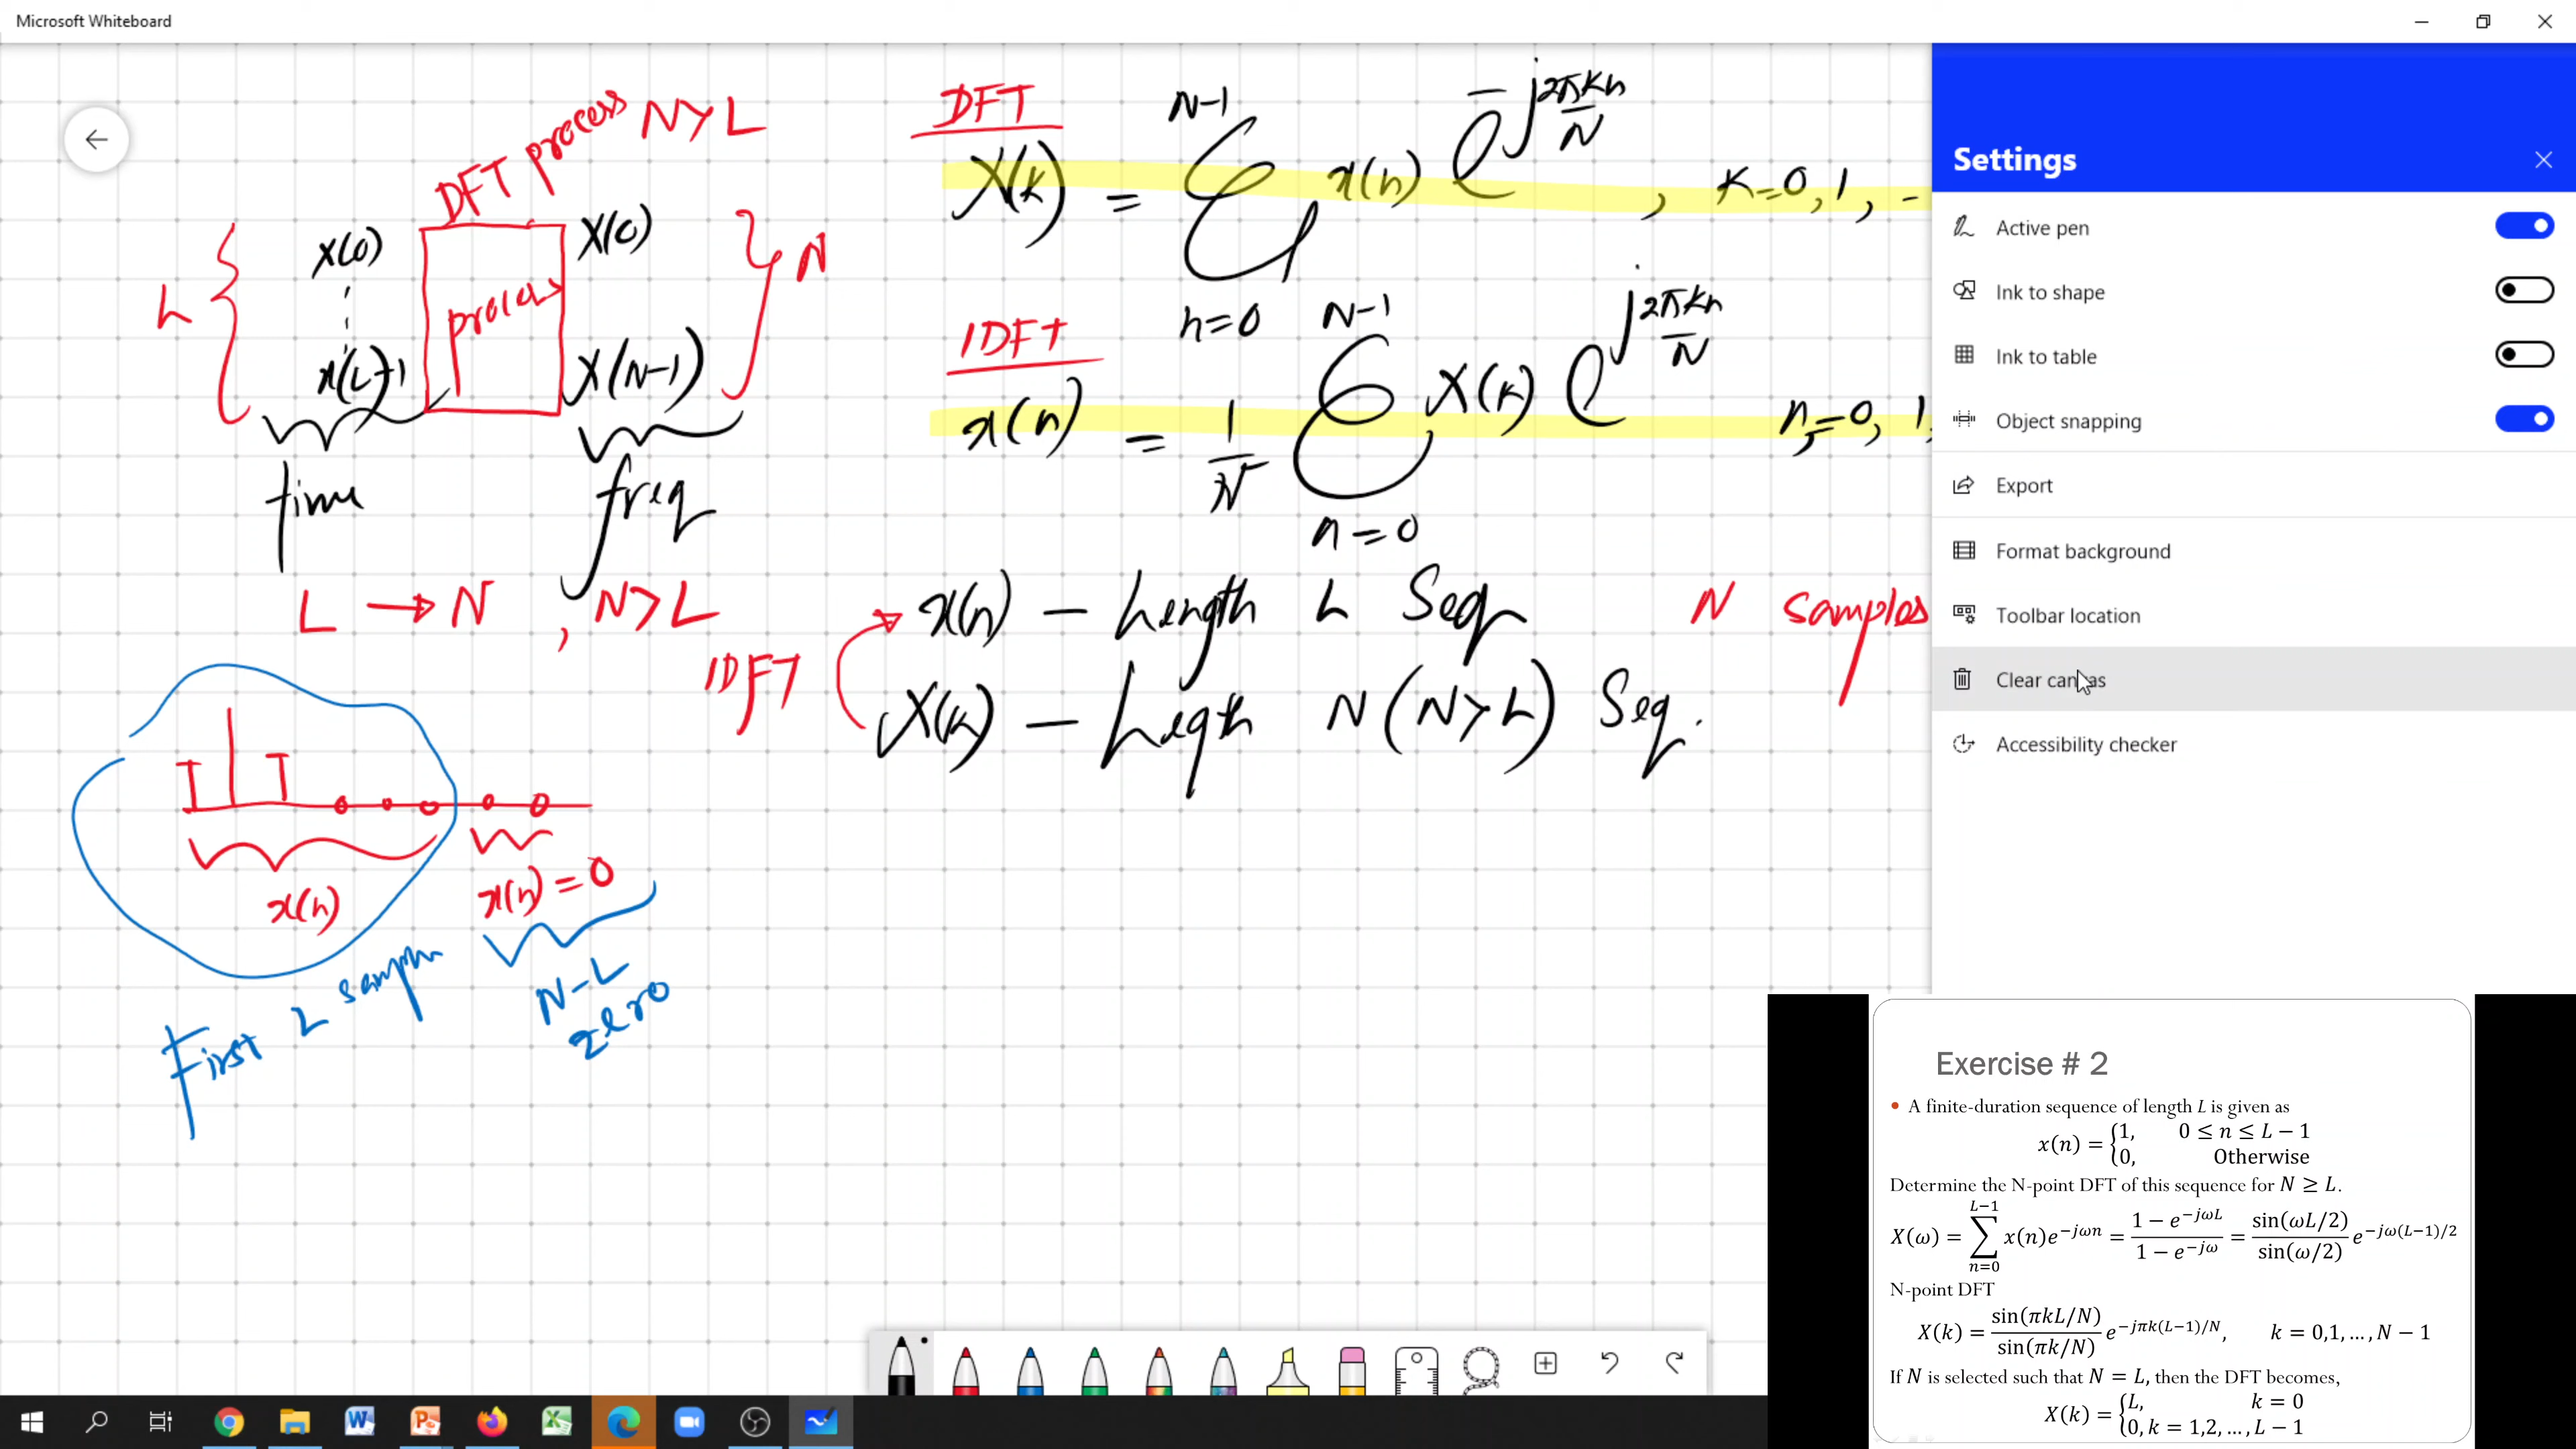 Microsoft Whiteboard
DFT process N>L
L
x(0)
x(L)-1
process
X(0)
X(N-1)
N
time
freq
L → N , N>L
DFT
X(k) = Σ x(n) e^-j2πkn/N , K=0, 1, -
N-1
n=0
IDFT
x(n) = 1/N Σ X(k) e^j2πkn/N n,=0, 1,
N-1
n=0
x(n) - Length L Seq
N samples
IDFT
X(k) - Legth N (N>L) Seq.
x(n)
x(n) = 0
First L sampl
N-L
zero
Settings
Active pen
Ink to shape
Ink to table
Object snapping
Export
Format background
Toolbar location
Clear canvas
Accessibility checker
Exercise # 2
• A finite-duration sequence of length L is given as
x(n) = {1, 0 ≤ n ≤ L − 1
0, Otherwise
Determine the N-point DFT of this sequence for N ≥ L.
X(ω) = ∑_{n=0}^{L−1} x(n)e^{−jωn} = (1 − e^{−jωL})/(1 − e^{−jω}) = sin(ωL/2)/sin(ω/2) e^{−jω(L−1)/2}
N-point DFT
X(k) = sin(πkL/N)/sin(πk/N) e^{−jπk(L−1)/N}, k = 0,1, …, N − 1
If N is selected such that N = L, then the DFT becomes,
X(k) = {L, k = 0
0, k = 1,2, …, L − 1